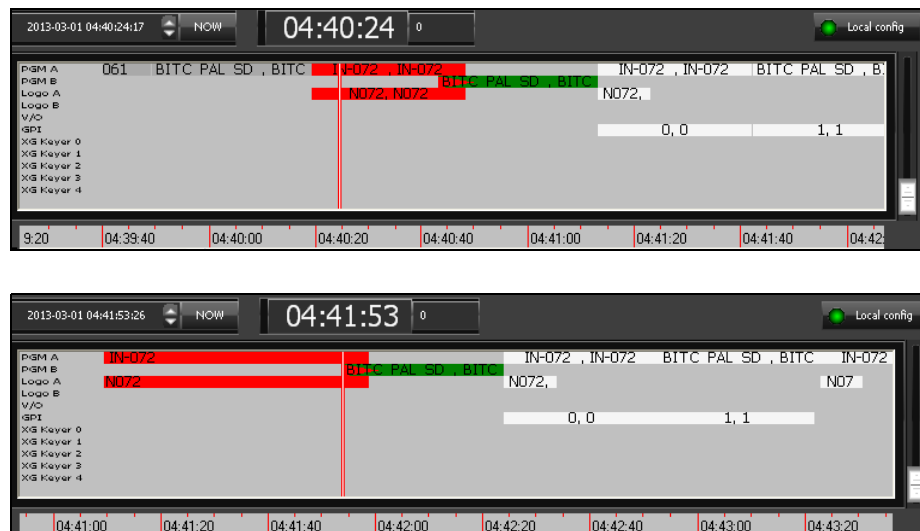 2013-03-01 04:40:24:17 NOW 04:40:24 0 Local config
PGM A 061 BITC PAL SD , BITC IN-072 , IN-072 IN-072 , IN-072 BITC PAL SD , B.
PGM B BITC PAL SD , BITC
Logo A N072, N072 N072,
Logo B
V/O
GPI 0, 0 1, 1
XG Keyer 0
XG Keyer 1
XG Keyer 2
XG Keyer 3
XG Keyer 4
9:20 04:39:40 04:40:00 04:40:20 04:40:40 04:41:00 04:41:20 04:41:40 04:42:
2013-03-01 04:41:53:26 NOW 04:41:53 0 Local config
PGM A IN-072 IN-072 , IN-072 BITC PAL SD , BITC IN-072
PGM B BITC PAL SD , BITC
Logo A N072 N072, N07
Logo B
V/O
GPI 0, 0 1, 1
XG Keyer 0
XG Keyer 1
XG Keyer 2
XG Keyer 3
XG Keyer 4
04:41:00 04:41:20 04:41:40 04:42:00 04:42:20 04:42:40 04:43:00 04:43:20